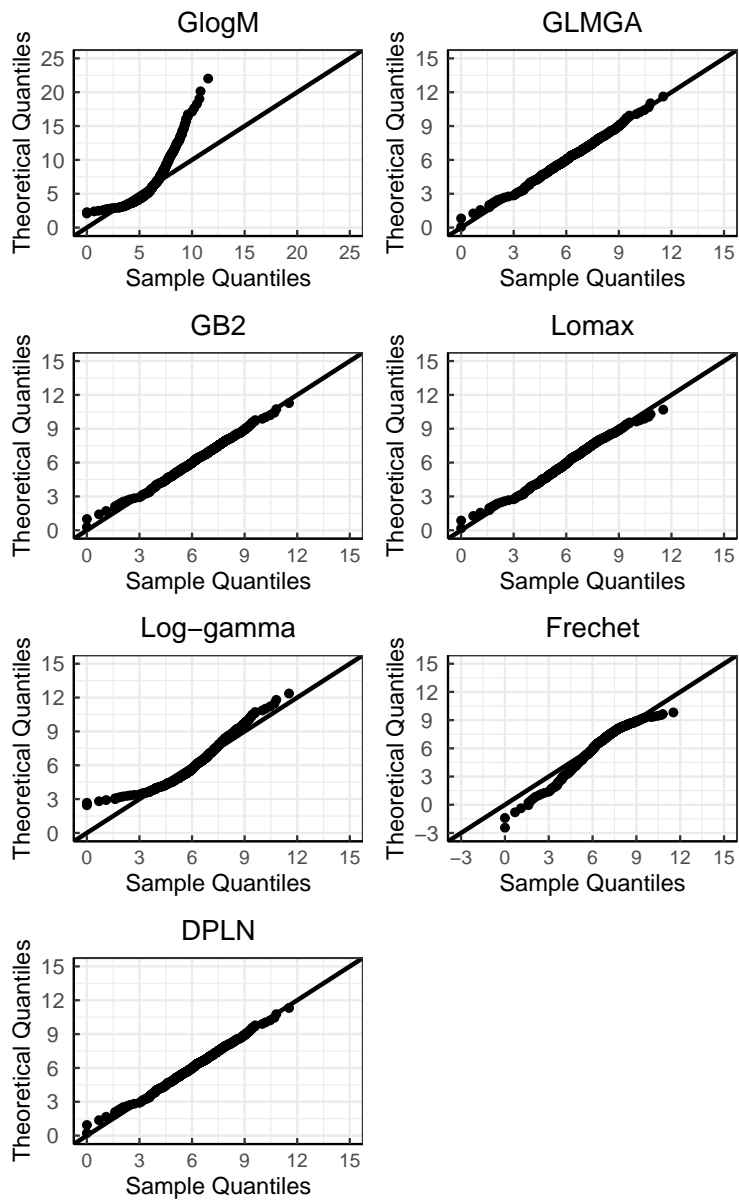 GlogM
Theoretical Quantiles
25
20
15
10
5
0
0 5 10 15 20 25
Sample Quantiles
GLMGA
Theoretical Quantiles
15
12
9
6
3
0
0 3 6 9 12 15
Sample Quantiles
GB2
Theoretical Quantiles
15
12
9
6
3
0
0 3 6 9 12 15
Sample Quantiles
Lomax
Theoretical Quantiles
15
12
9
6
3
0
0 3 6 9 12 15
Sample Quantiles
Log−gamma
Theoretical Quantiles
15
12
9
6
3
0
0 3 6 9 12 15
Sample Quantiles
Frechet
Theoretical Quantiles
15
12
9
6
3
0
−3
−3 0 3 6 9 12 15
Sample Quantiles
DPLN
Theoretical Quantiles
15
12
9
6
3
0
0 3 6 9 12 15
Sample Quantiles